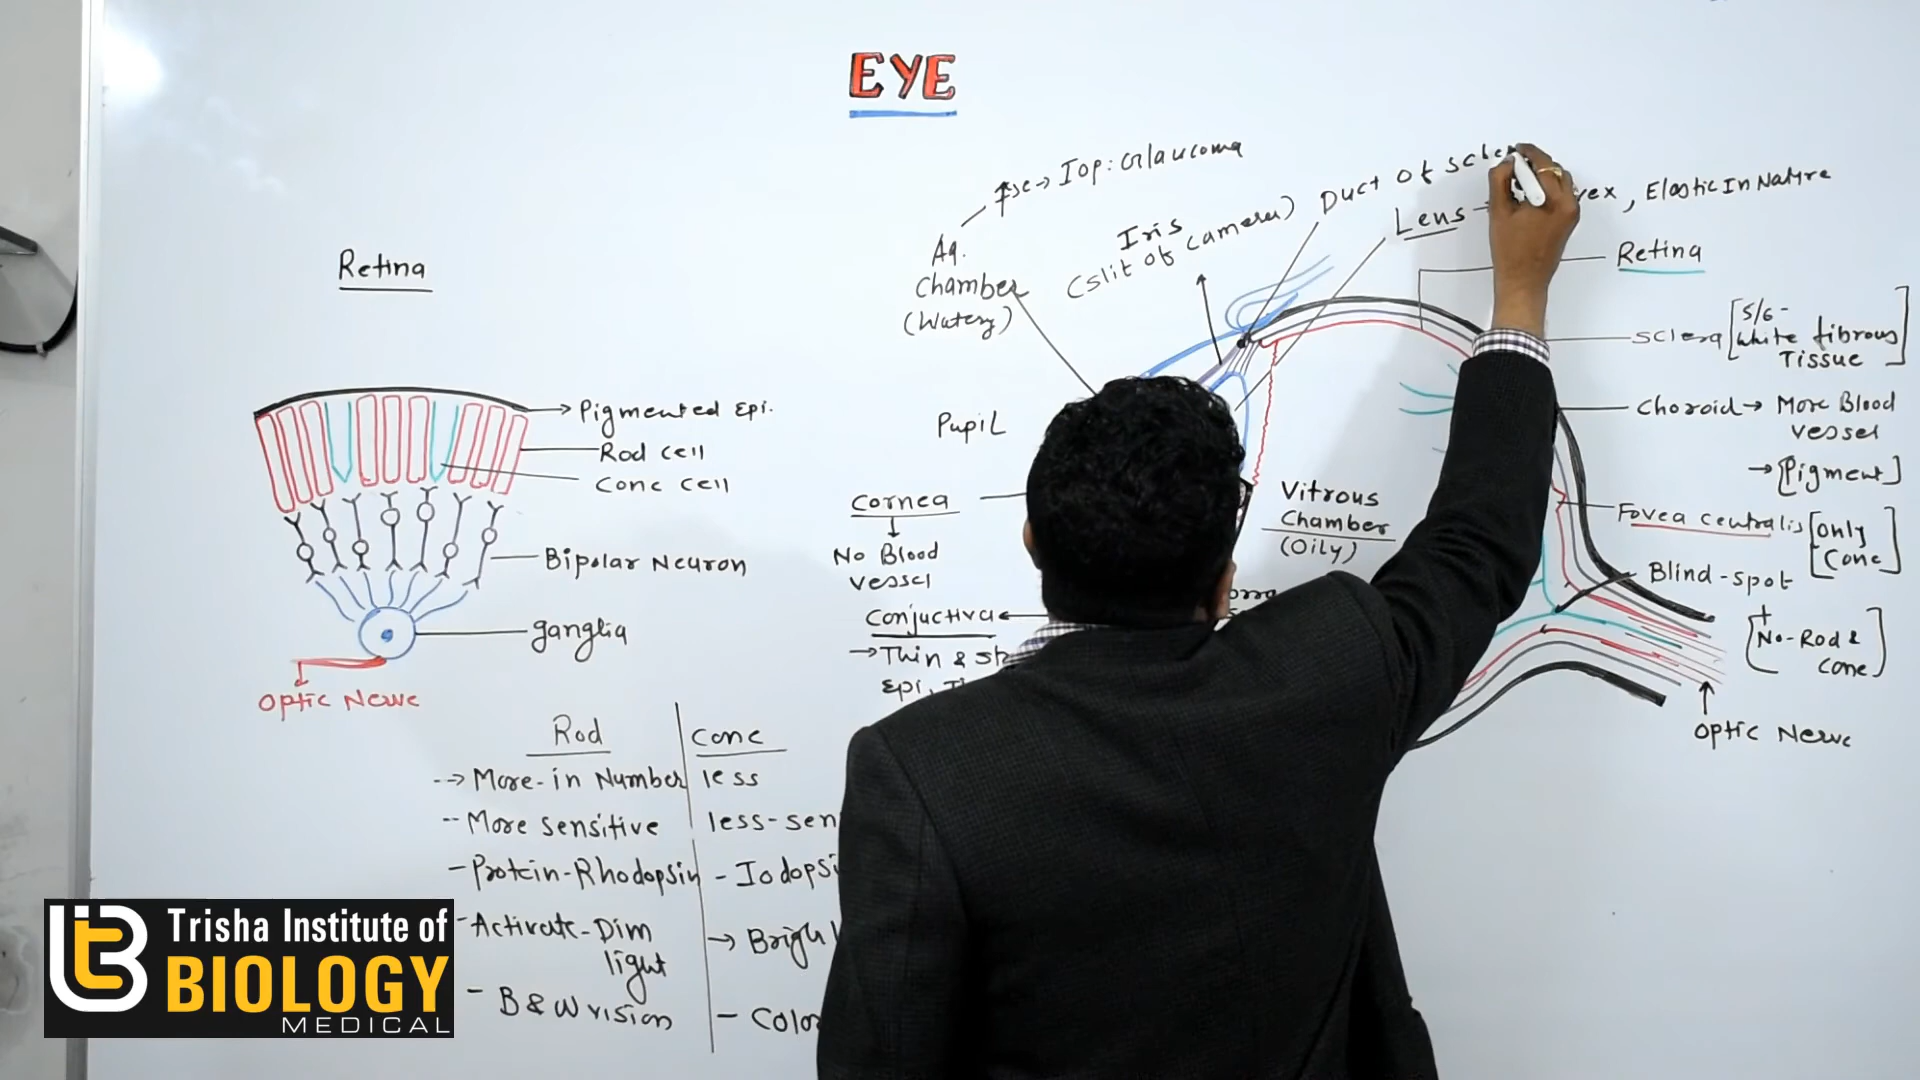 EYE
Retina
Pigmented Epi.
Rod cell
Cone cell
Bipolar Neuron
ganglia
Optic Nerve
Rod
Cone
--> More-in Number
less
-- More sensitive
less-sen
- Protein-Rhodopsin
- Iodopsi
- Activate-Dim
light
→ Brigh
- B & W vision
- Colo
→ Iop: Glaucoma
Aq.
Chamber
(Watery)
Iris
(Slit of Camera)
Duct of Scle
Lens →
vex, Elastic In Nature
Retina
Sclera [5/6-
White fibrous
Tissue]
Choroid → More Blood
vessel
→ [Pigment]
Fovea centralis [Only
Cone]
Blind-spot
+
[No-Rod &
Cone]
Optic Nerve
Pupil
Cornea
No Blood
vessel
Conjuctiva
→ Thin &
Epi,
Vitrous
Chamber
(Oily)
Trisha Institute of
BIOLOGY
MEDICAL